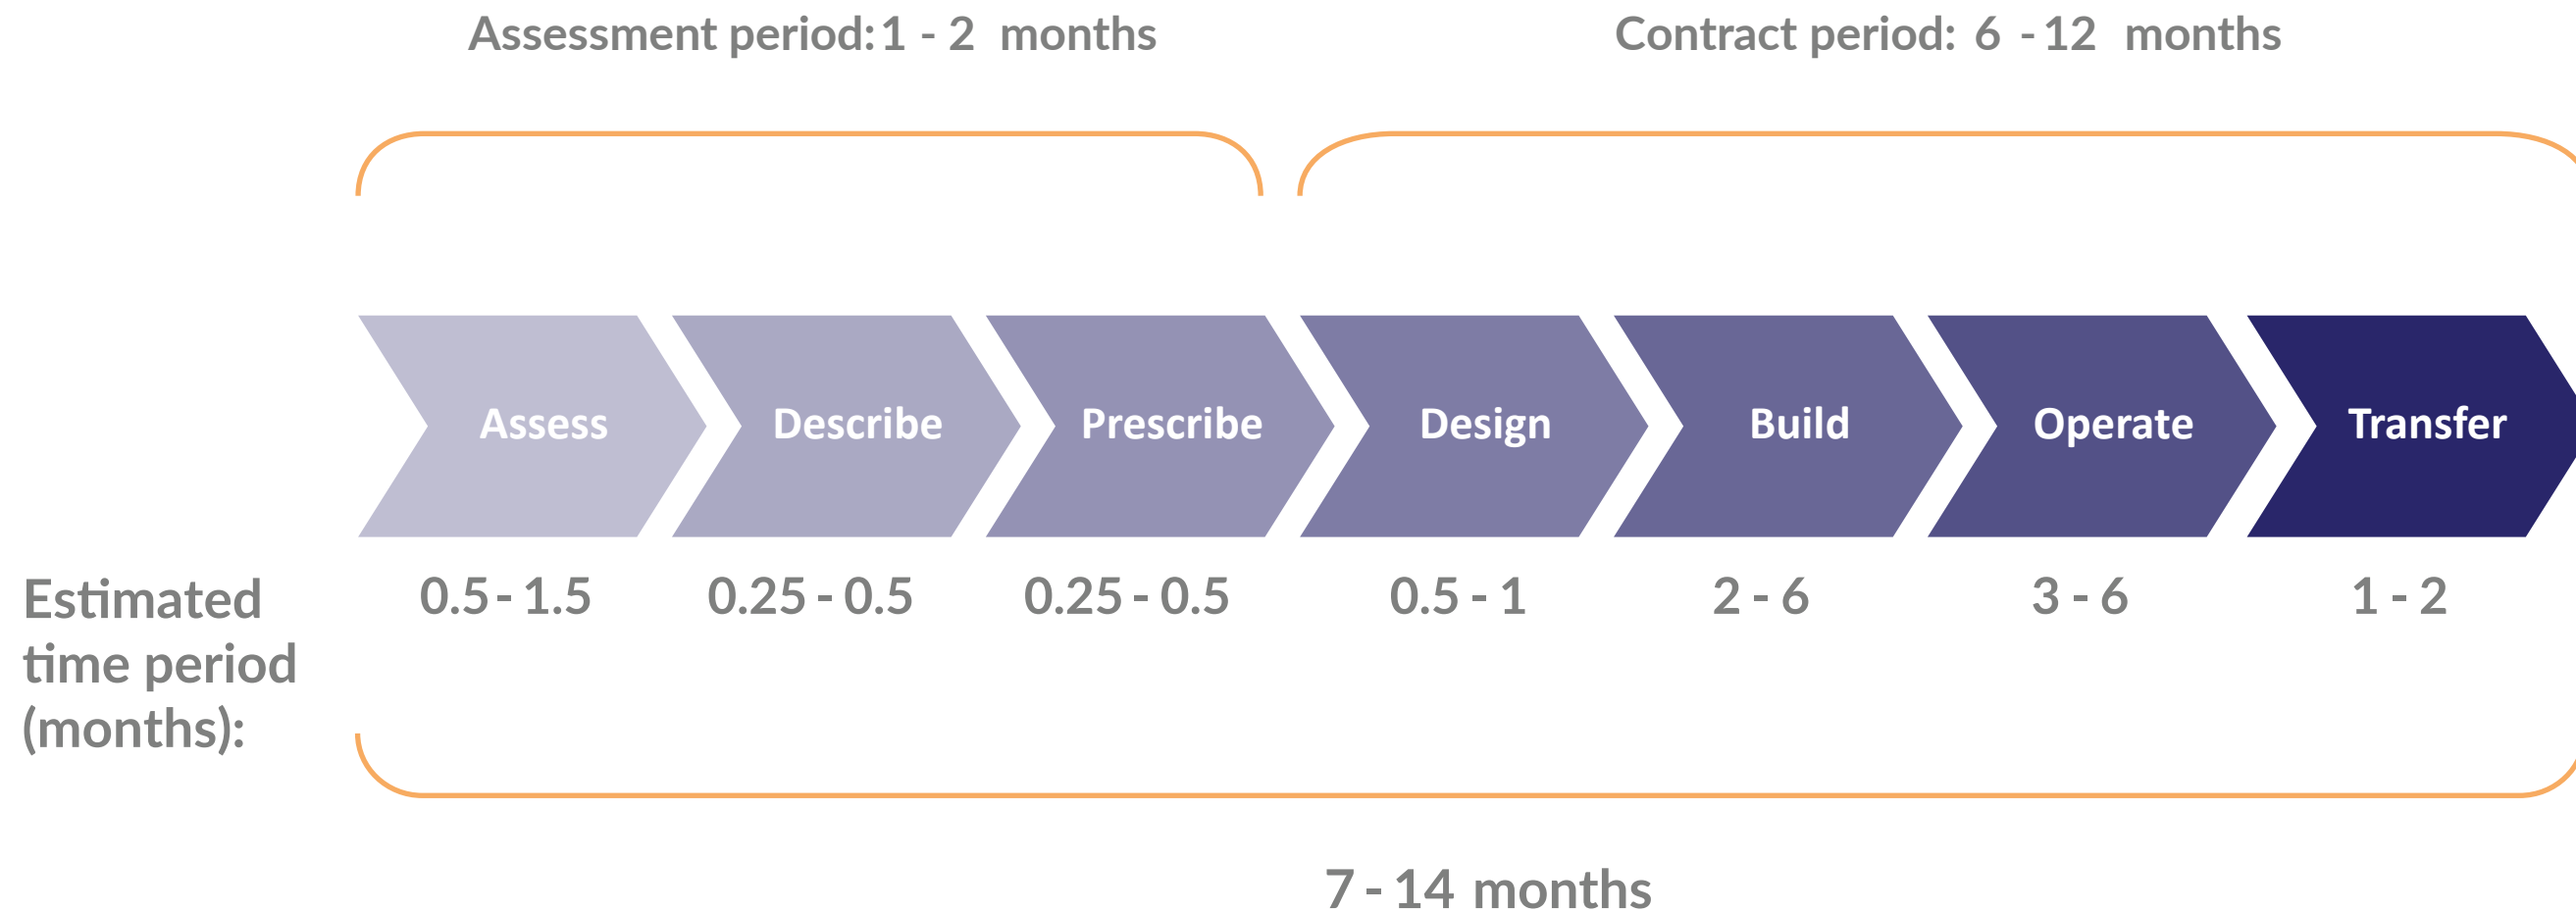 Assessment period: 1 - 2 months
Contract period: 6 - 12 months
Assess
Describe
Prescribe
Design
Build
Operate
Transfer
Estimated
time period
(months):
0.5 - 1.5
0.25 - 0.5
0.25 - 0.5
0.5 - 1
2 - 6
3 - 6
1 - 2
7 - 14 months